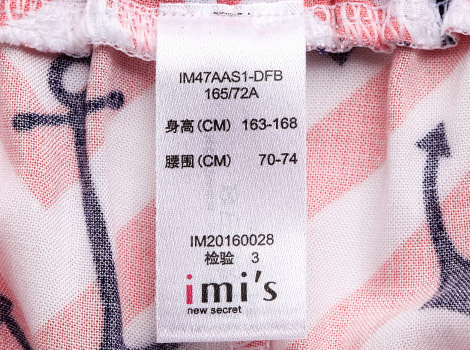 IM47AAS1-DFB
165/72A
身高(CM) 163-168
腰围(CM) 70-74
IM20160028
检验 3
imi's
new secret